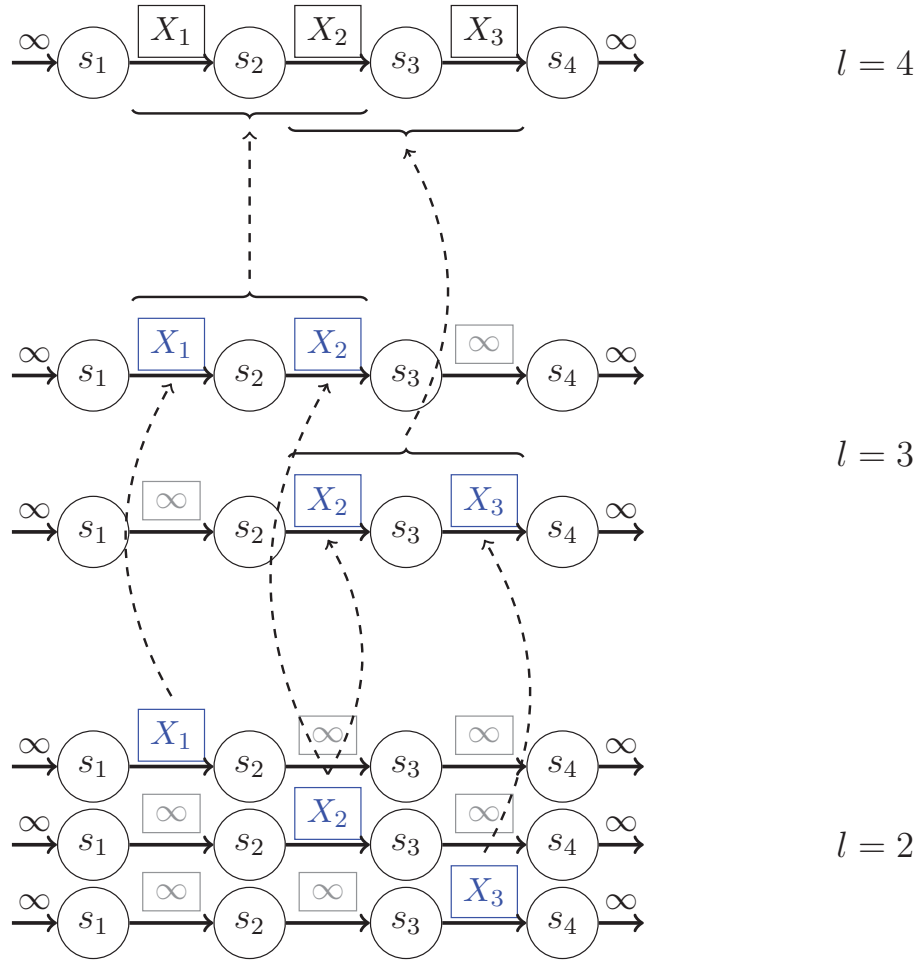 ∞ s₁ X₁ s₂ X₂ s₃ X₃ s₄ ∞ l = 4
∞ s₁ X₁ s₂ X₂ s₃ ∞ s₄ ∞
l = 3
∞ s₁ ∞ s₂ X₂ s₃ X₃ s₄ ∞
∞ s₁ X₁ s₂ ∞ s₃ ∞ s₄ ∞
∞ s₁ ∞ s₂ X₂ s₃ ∞ s₄ ∞ l = 2
∞ s₁ ∞ s₂ ∞ s₃ X₃ s₄ ∞